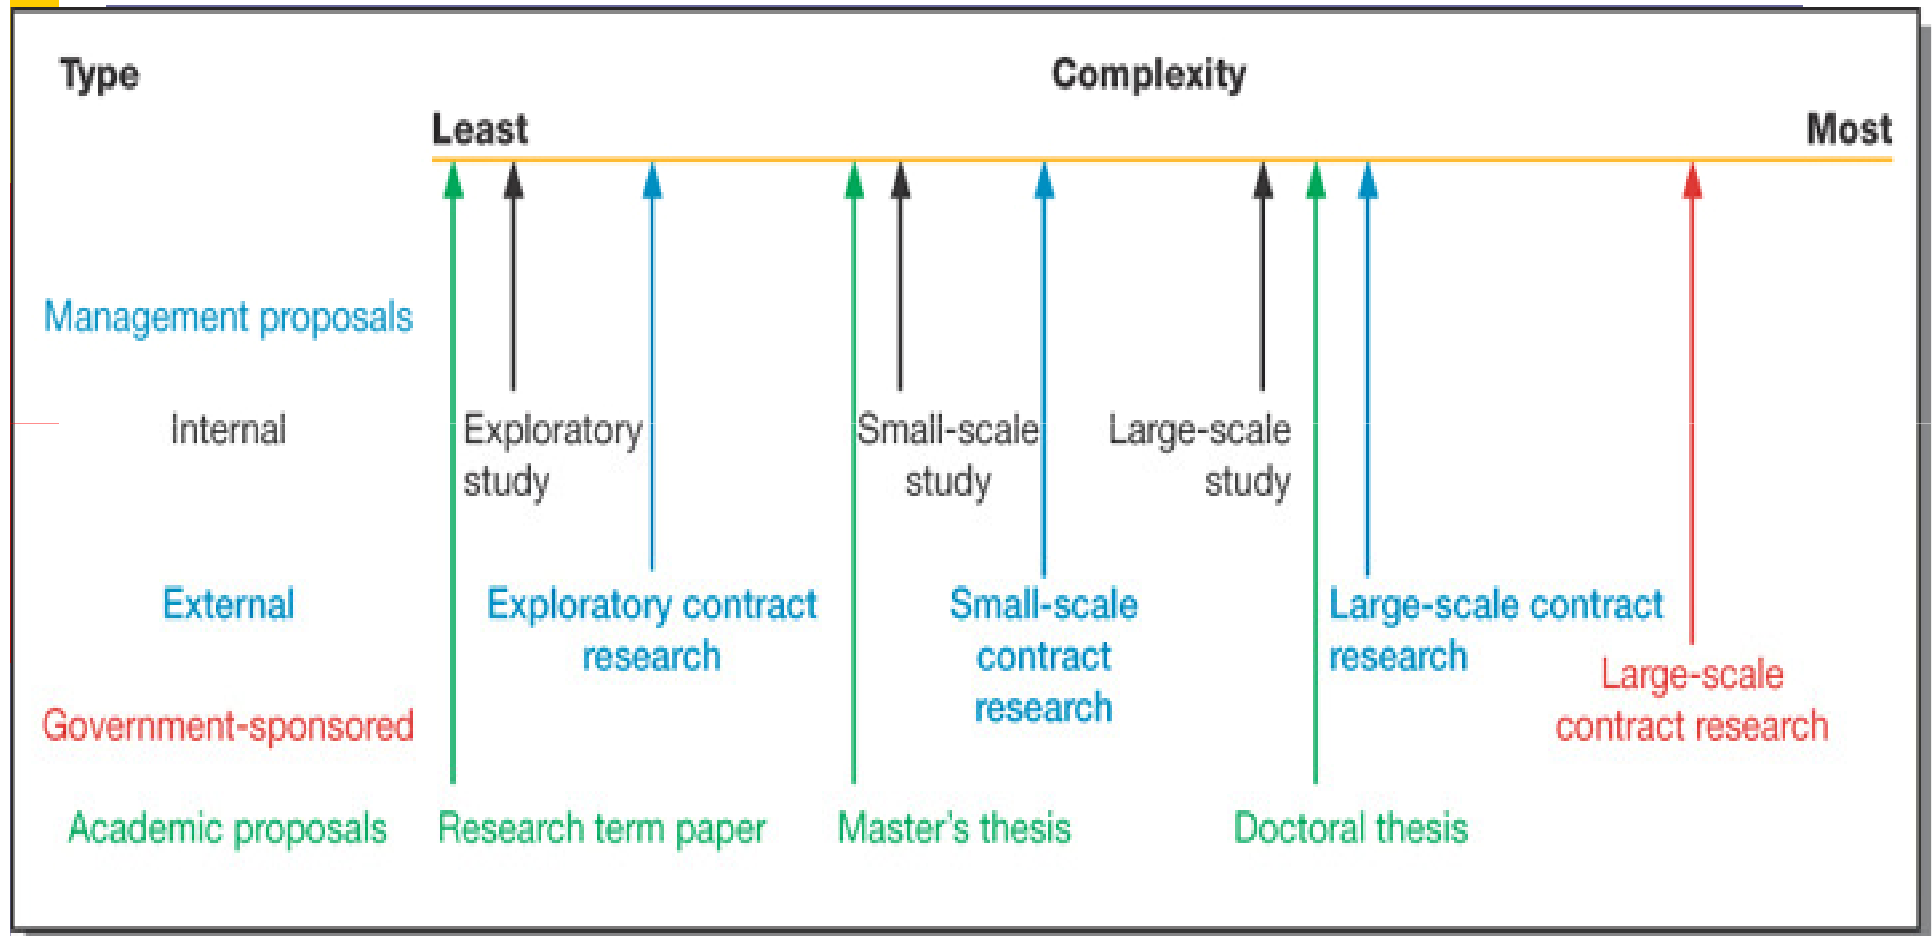 Type
Complexity
Least
Most
Management proposals
Internal
Exploratory
study
Small-scale
study
Large-scale
study
External
Exploratory contract
research
Small-scale
contract
research
Large-scale contract
research
Government-sponsored
Large-scale
contract research
Academic proposals
Research term paper
Master's thesis
Doctoral thesis